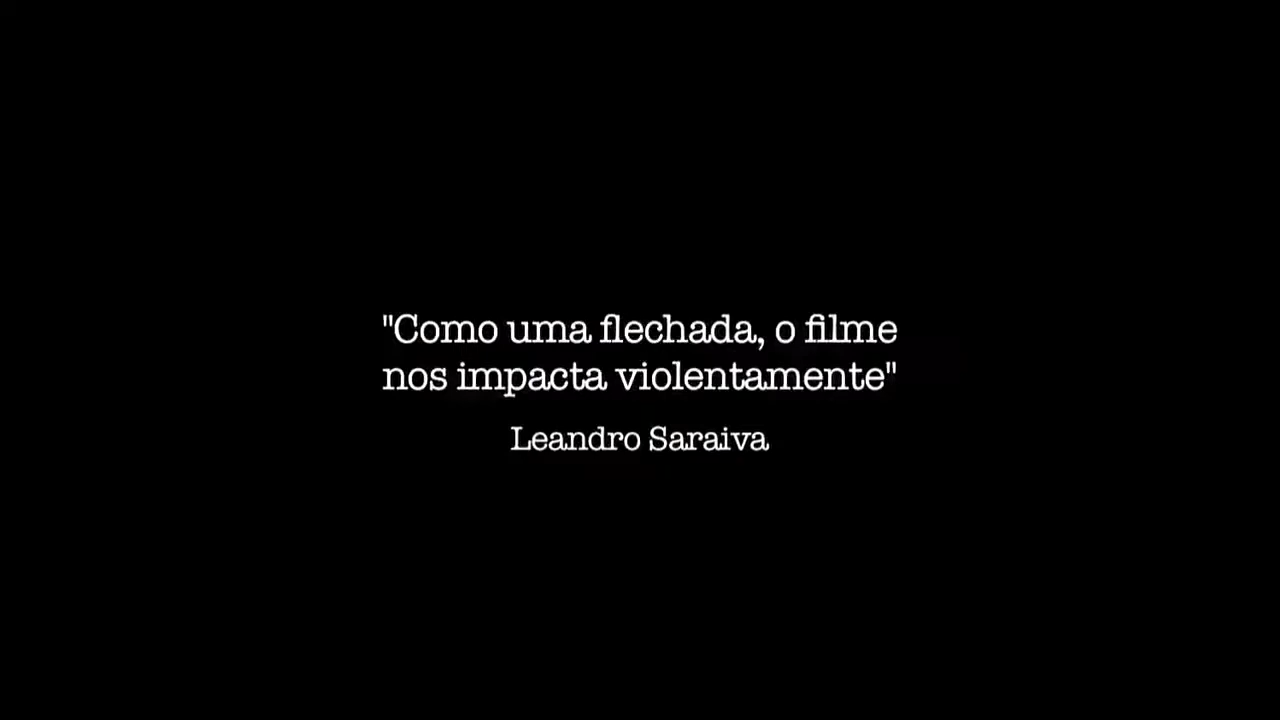 "Como uma flechada, o filme
nos impacta violentamente"
Leandro Saraiva